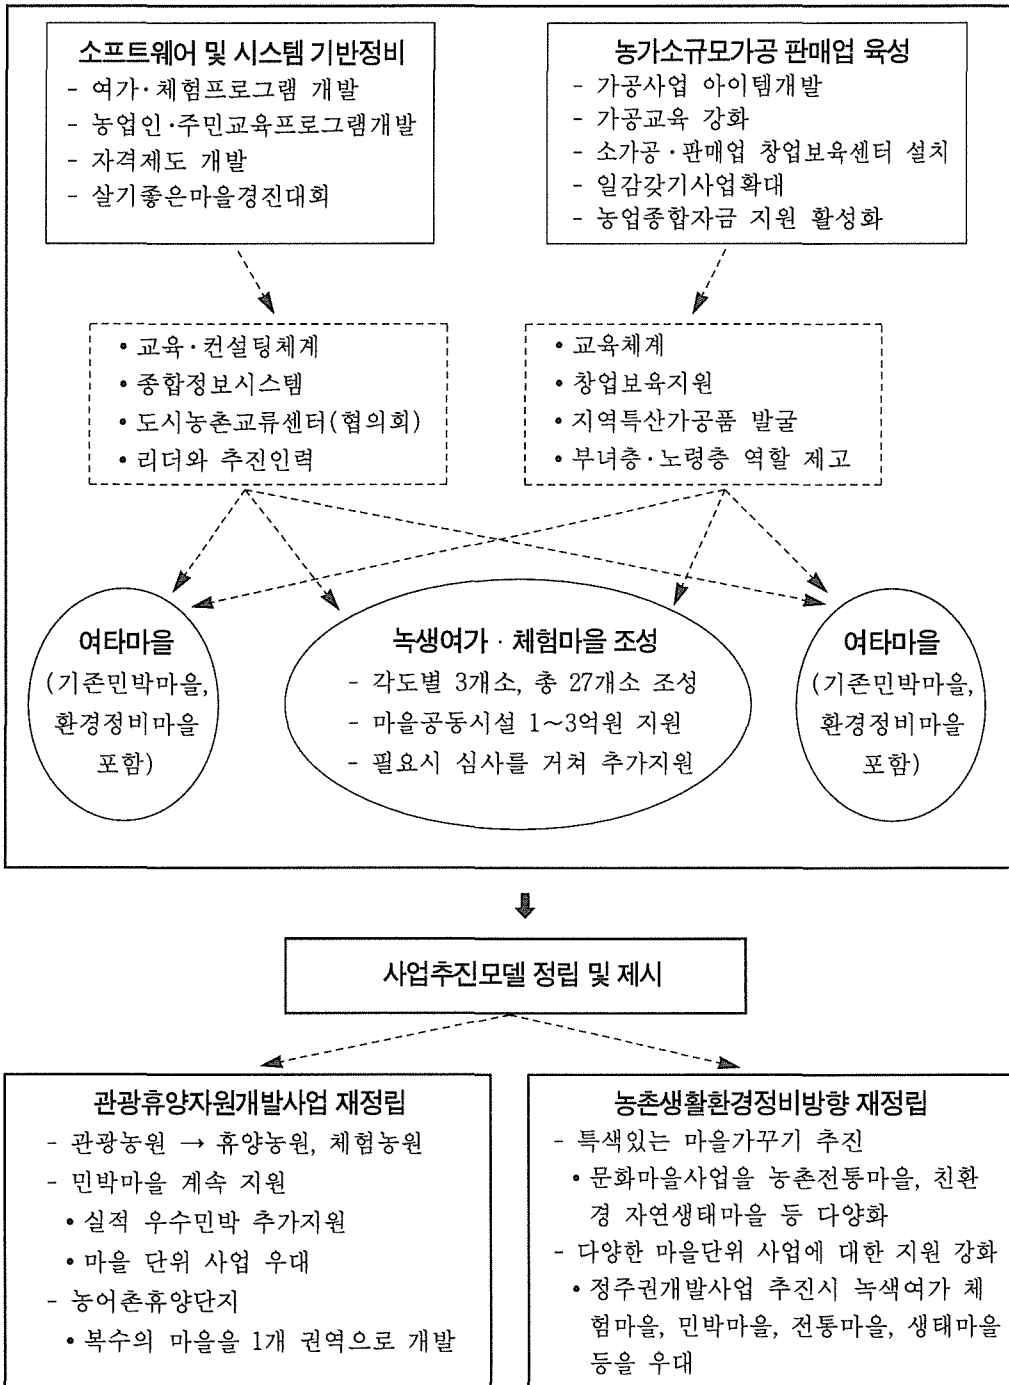 소프트웨어 및 시스템 기반정비
- 여가·체험프로그램 개발
- 농업인·주민교육프로그램개발
- 자격제도 개발
- 살기좋은마을경진대회
농가소규모가공 판매업 육성
- 가공사업 아이템개발
- 가공교육 강화
- 소가공·판매업 창업보육센터 설치
- 일감갖기사업확대
- 농업종합자금 지원 활성화
• 교육·컨설팅체계
• 종합정보시스템
• 도시농촌교류센터(협의회)
• 리더와 추진인력
• 교육체계
• 창업보육지원
• 지역특산가공품 발굴
• 부녀층·노령층 역할 제고
여타마을
(기존민박마을,
환경정비마을
포함)
녹생여가·체험마을 조성
- 각도별 3개소, 총 27개소 조성
- 마을공동시설 1~3억원 지원
- 필요시 심사를 거쳐 추가지원
여타마을
(기존민박마을,
환경정비마을
포함)
사업추진모델 정립 및 제시
관광휴양자원개발사업 재정립
- 관광농원 → 휴양농원, 체험농원
- 민박마을 계속 지원
• 실적 우수민박 추가지원
• 마을 단위 사업 우대
- 농어촌휴양단지
• 복수의 마을을 1개 권역으로 개발
농촌생활환경정비방향 재정립
- 특색있는 마을가꾸기 추진
• 문화마을사업을 농촌전통마을, 친환
경 자연생태마을 등 다양화
- 다양한 마을단위 사업에 대한 지원 강화
• 정주권개발사업 추진시 녹색여가 체
험마을, 민박마을, 전통마을, 생태마을
등을 우대